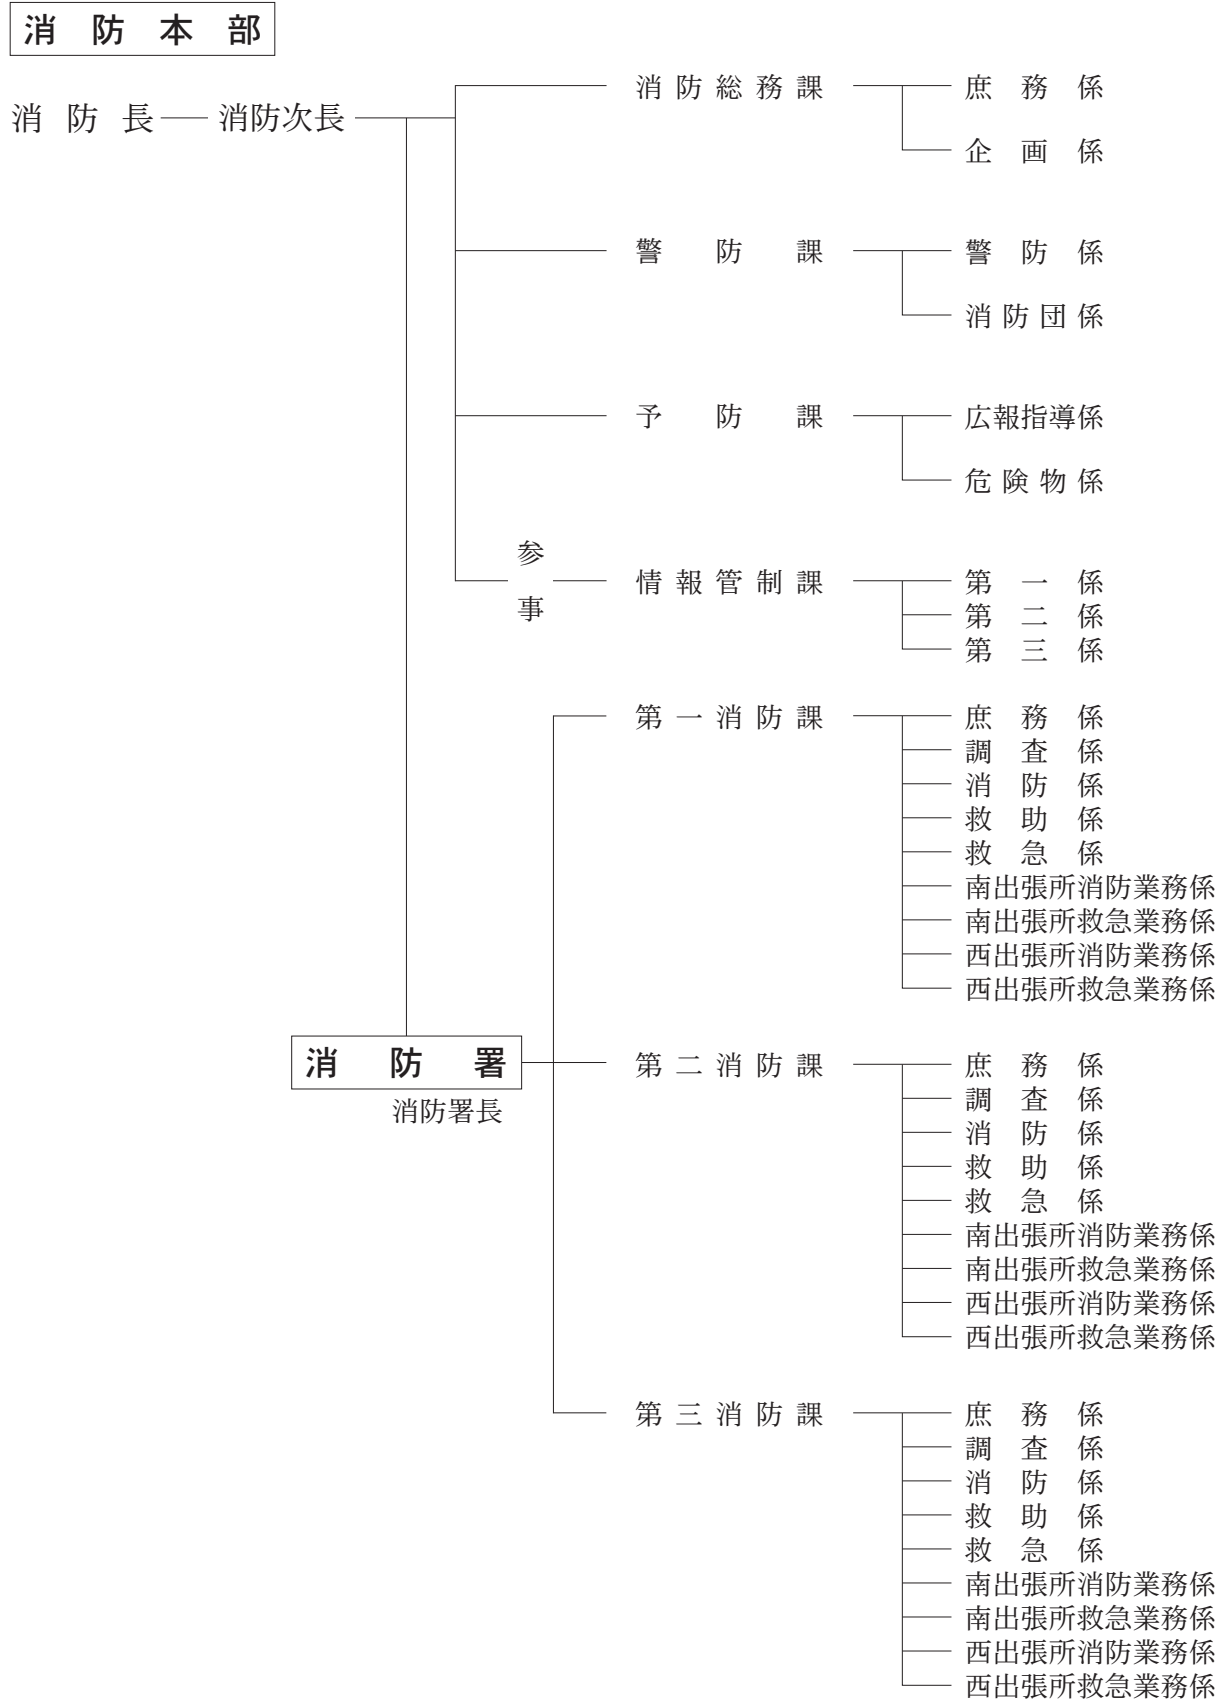 消防本部
消防長 消防次長
消防総務課 庶務係
企画係
警防課 警防係
消防団係
予防課 広報指導係
危険物係
参事 情報管制課 第一係
第二係
第三係
第一消防課 庶務係
調査係
消防係
救助係
救急係
南出張所消防業務係
南出張所救急業務係
西出張所消防業務係
西出張所救急業務係
消防署
消防署長
第二消防課 庶務係
調査係
消防係
救助係
救急係
南出張所消防業務係
南出張所救急業務係
西出張所消防業務係
西出張所救急業務係
第三消防課 庶務係
調査係
消防係
救助係
救急係
南出張所消防業務係
南出張所救急業務係
西出張所消防業務係
西出張所救急業務係